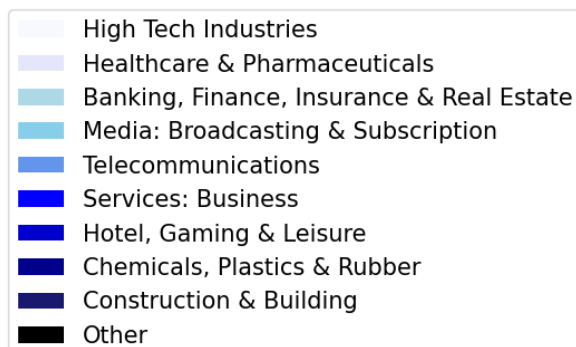 High Tech Industries
Healthcare & Pharmaceuticals
Banking, Finance, Insurance & Real Estate
Media: Broadcasting & Subscription
Telecommunications
Services: Business
Hotel, Gaming & Leisure
Chemicals, Plastics & Rubber
Construction & Building
Other